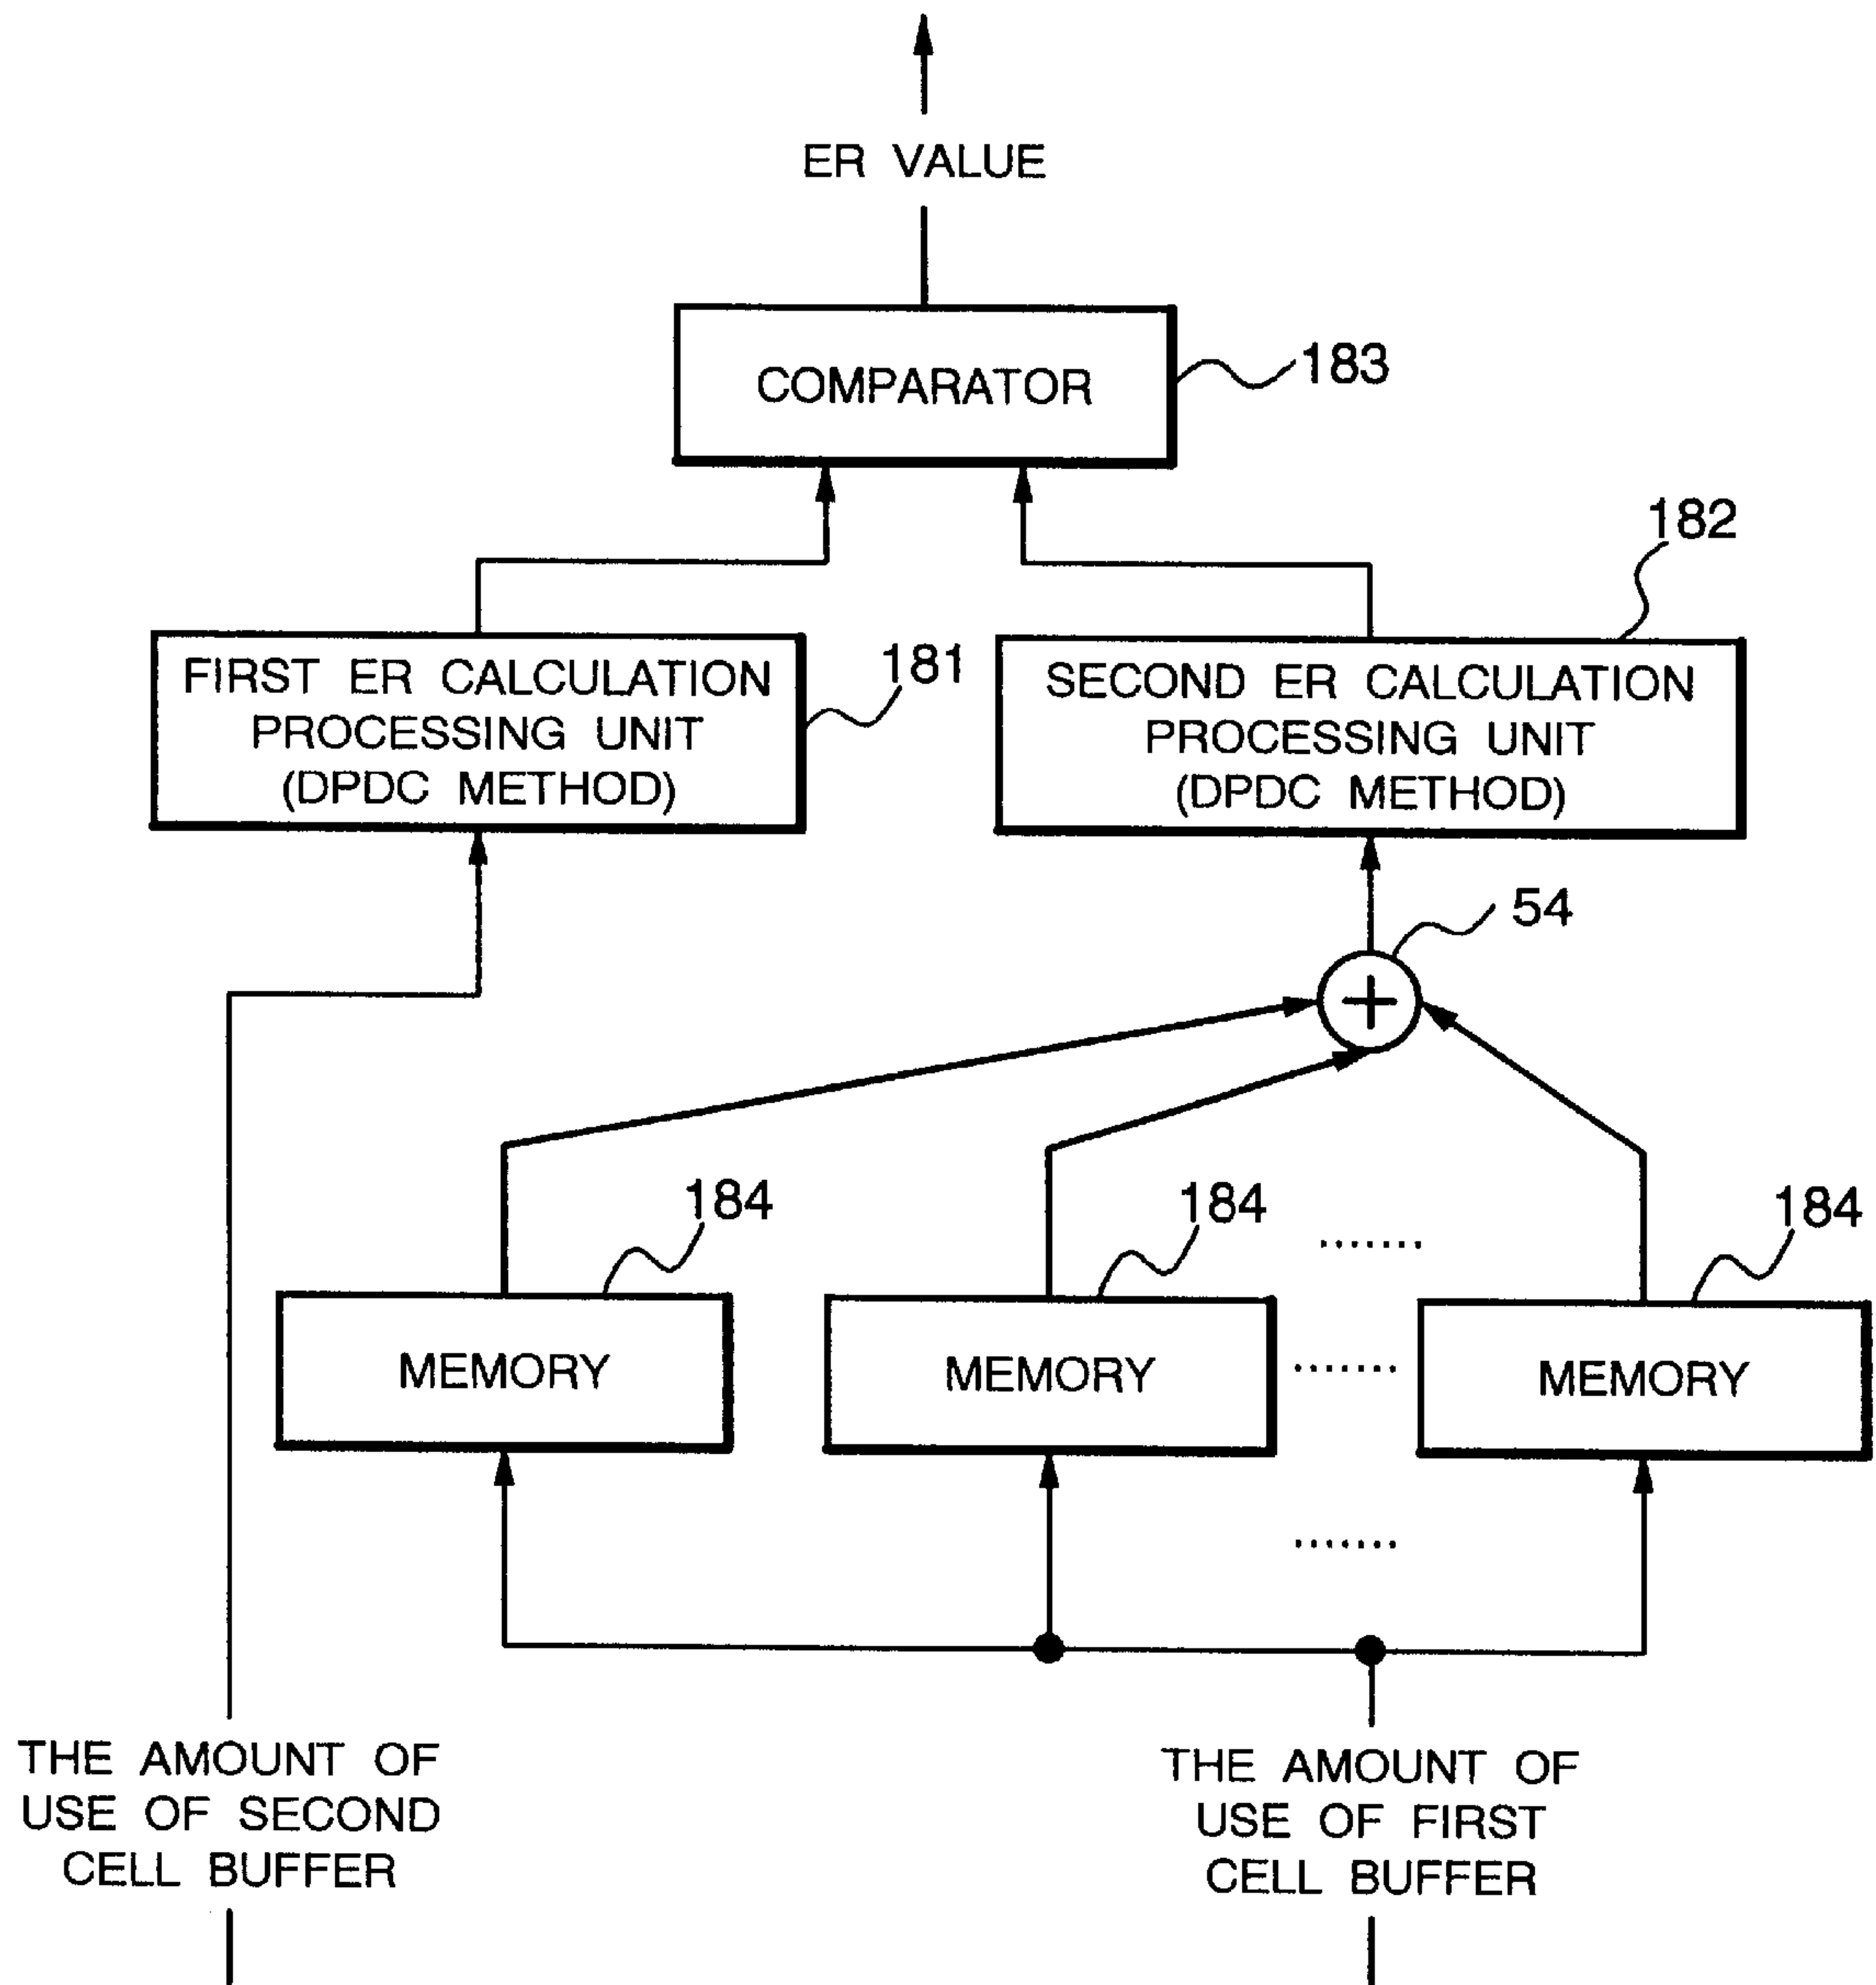 ER VALUE
COMPARATOR
183
182
FIRST ER CALCULATION
PROCESSING UNIT
(DPDC METHOD)
181
SECOND ER CALCULATION
PROCESSING UNIT
(DPDC METHOD)
54
+
184
184
184
.......
MEMORY
MEMORY
.......
MEMORY
.......
THE AMOUNT OF
USE OF SECOND
CELL BUFFER
THE AMOUNT OF
USE OF FIRST
CELL BUFFER